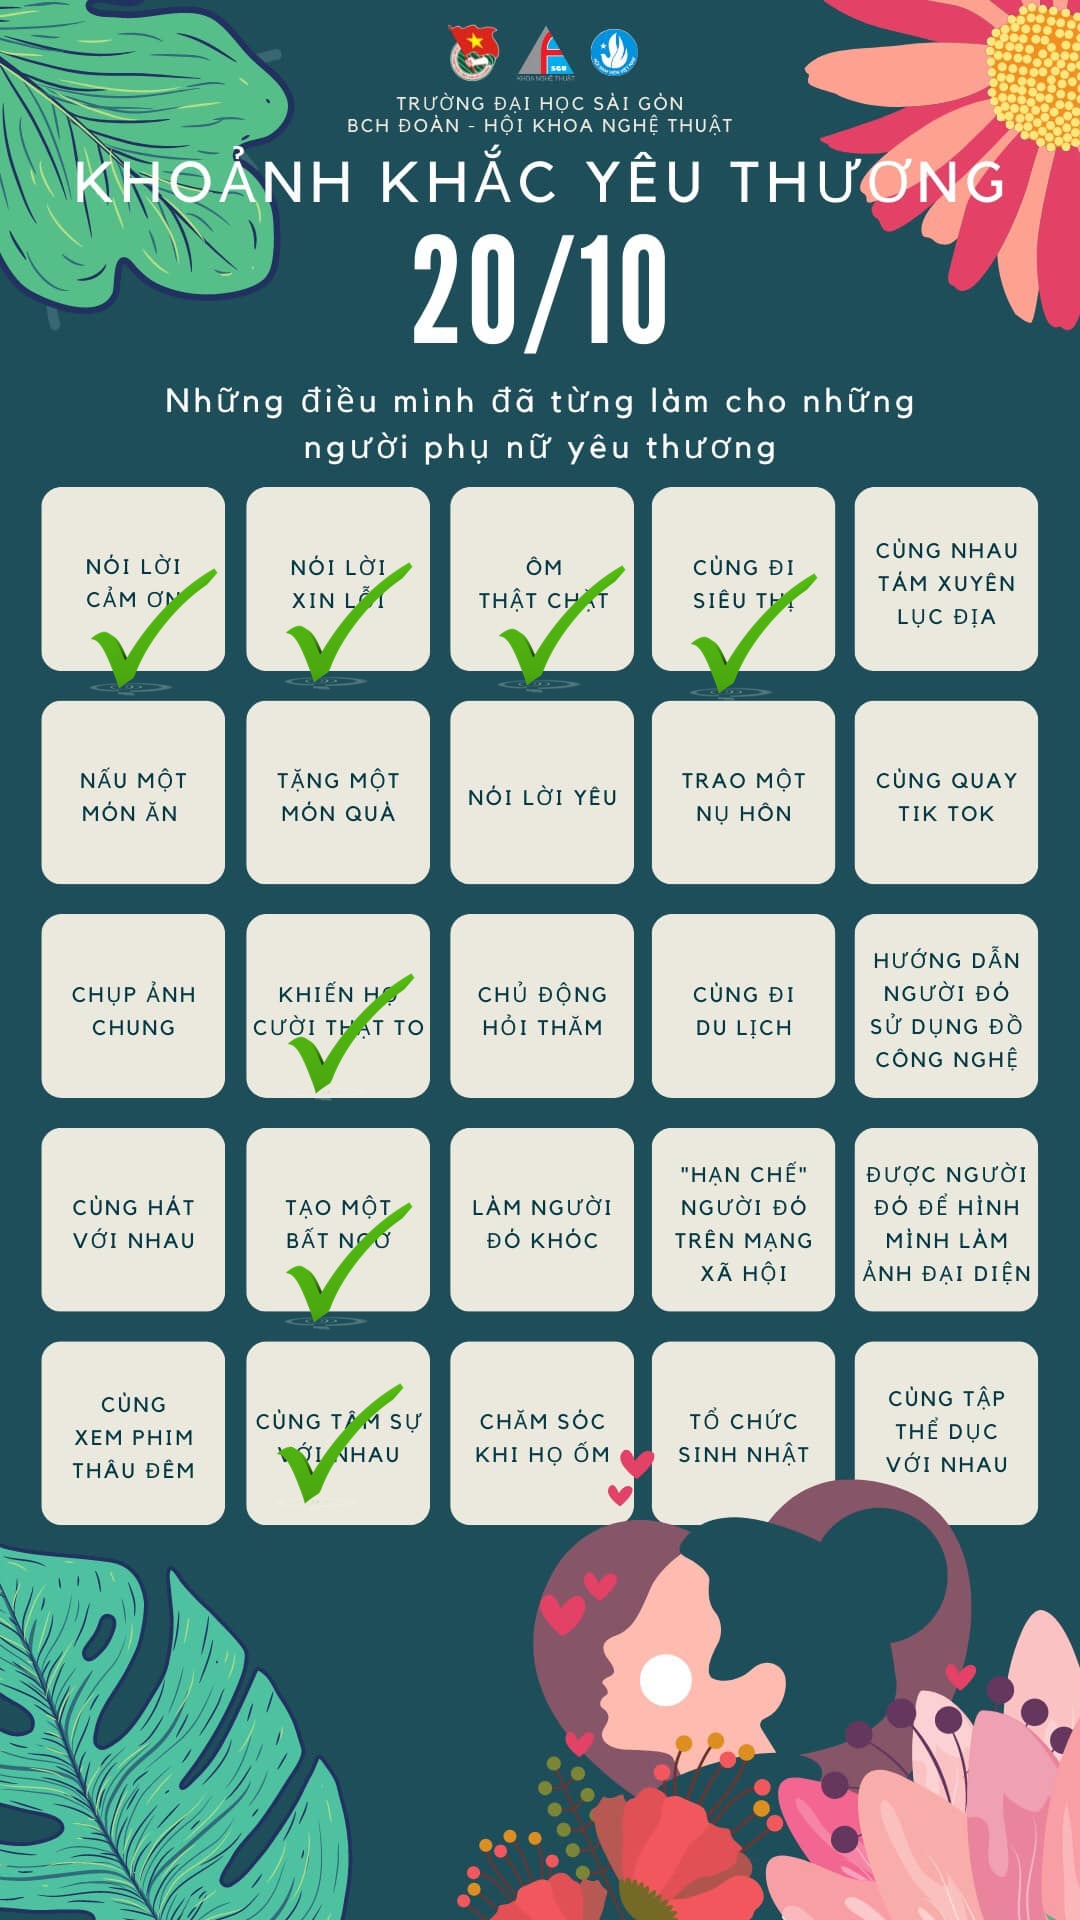 SGU
KHOA NGHỆ THUẬT
TRƯỜNG ĐẠI HỌC SÀI GÒN
BCH ĐOÀN - HỘI KHOA NGHỆ THUẬT
KHOẢNH KHẮC YÊU THƯƠNG
20/10
Những điều mình đã từng làm cho những
người phụ nữ yêu thương
NÓI LỜI
CẢM ƠN
NÓI LỜI
XIN LỖI
ÔM
THẬT CHẶT
CÙNG ĐI
SIÊU THỊ
CÙNG NHAU
TÁM XUYÊN
LỤC ĐỊA
NẤU MỘT
MÓN ĂN
TẶNG MỘT
MÓN QUÀ
NÓI LỜI YÊU
TRAO MỘT
NỤ HÔN
CÙNG QUAY
TIK TOK
CHỤP ẢNH
CHUNG
KHIẾN HỌ
CƯỜI THẬT TO
CHỦ ĐỘNG
HỎI THĂM
CÙNG ĐI
DU LỊCH
HƯỚNG DẪN
NGƯỜI ĐÓ
SỬ DỤNG ĐỒ
CÔNG NGHỆ
CÙNG HÁT
VỚI NHAU
TẠO MỘT
BẤT NGỜ
LÀM NGƯỜI
ĐÓ KHÓC
"HẠN CHẾ"
NGƯỜI ĐÓ
TRÊN MẠNG
XÃ HỘI
ĐƯỢC NGƯỜI
ĐÓ ĐỂ HÌNH
MÌNH LÀM
ẢNH ĐẠI DIỆN
CÙNG
XEM PHIM
THÂU ĐÊM
CÙNG TÂM SỰ
VỚI NHAU
CHĂM SÓC
KHI HỌ ỐM
TỔ CHỨC
SINH NHẬT
CÙNG TẬP
THỂ DỤC
VỚI NHAU